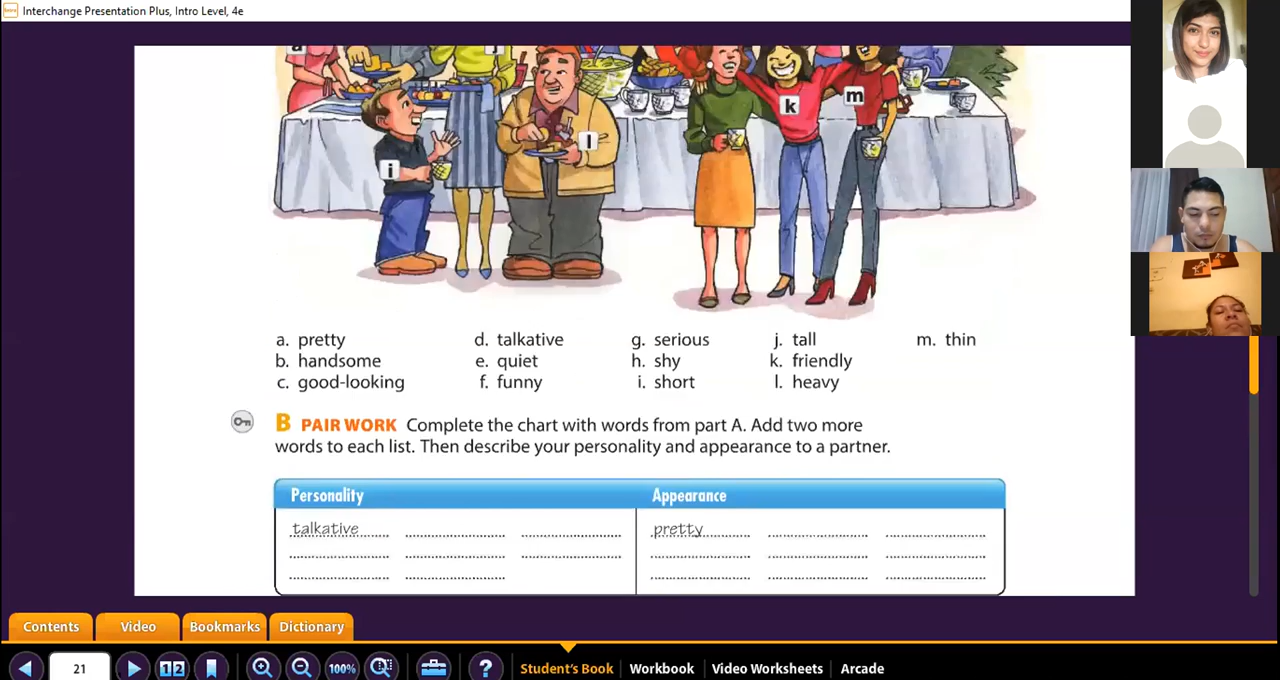 Interchange Presentation Plus, Intro Level, 4e
a
j
i
l
k
m
a. pretty d. talkative g. serious j. tall m. thin
b. handsome e. quiet h. shy k. friendly
c. good-looking f. funny i. short l. heavy
B PAIR WORK Complete the chart with words from part A. Add two more
words to each list. Then describe your personality and appearance to a partner.
Personality Appearance
talkative pretty
Contents Video Bookmarks Dictionary
21 12 100% ? Student's Book Workbook Video Worksheets Arcade